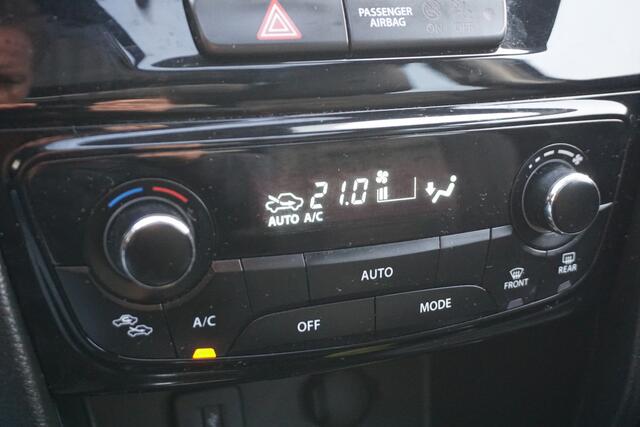 PASSENGER
AIRBAG
ON OFF
21.0
AUTO A/C
AUTO
FRONT
REAR
A/C
OFF
MODE